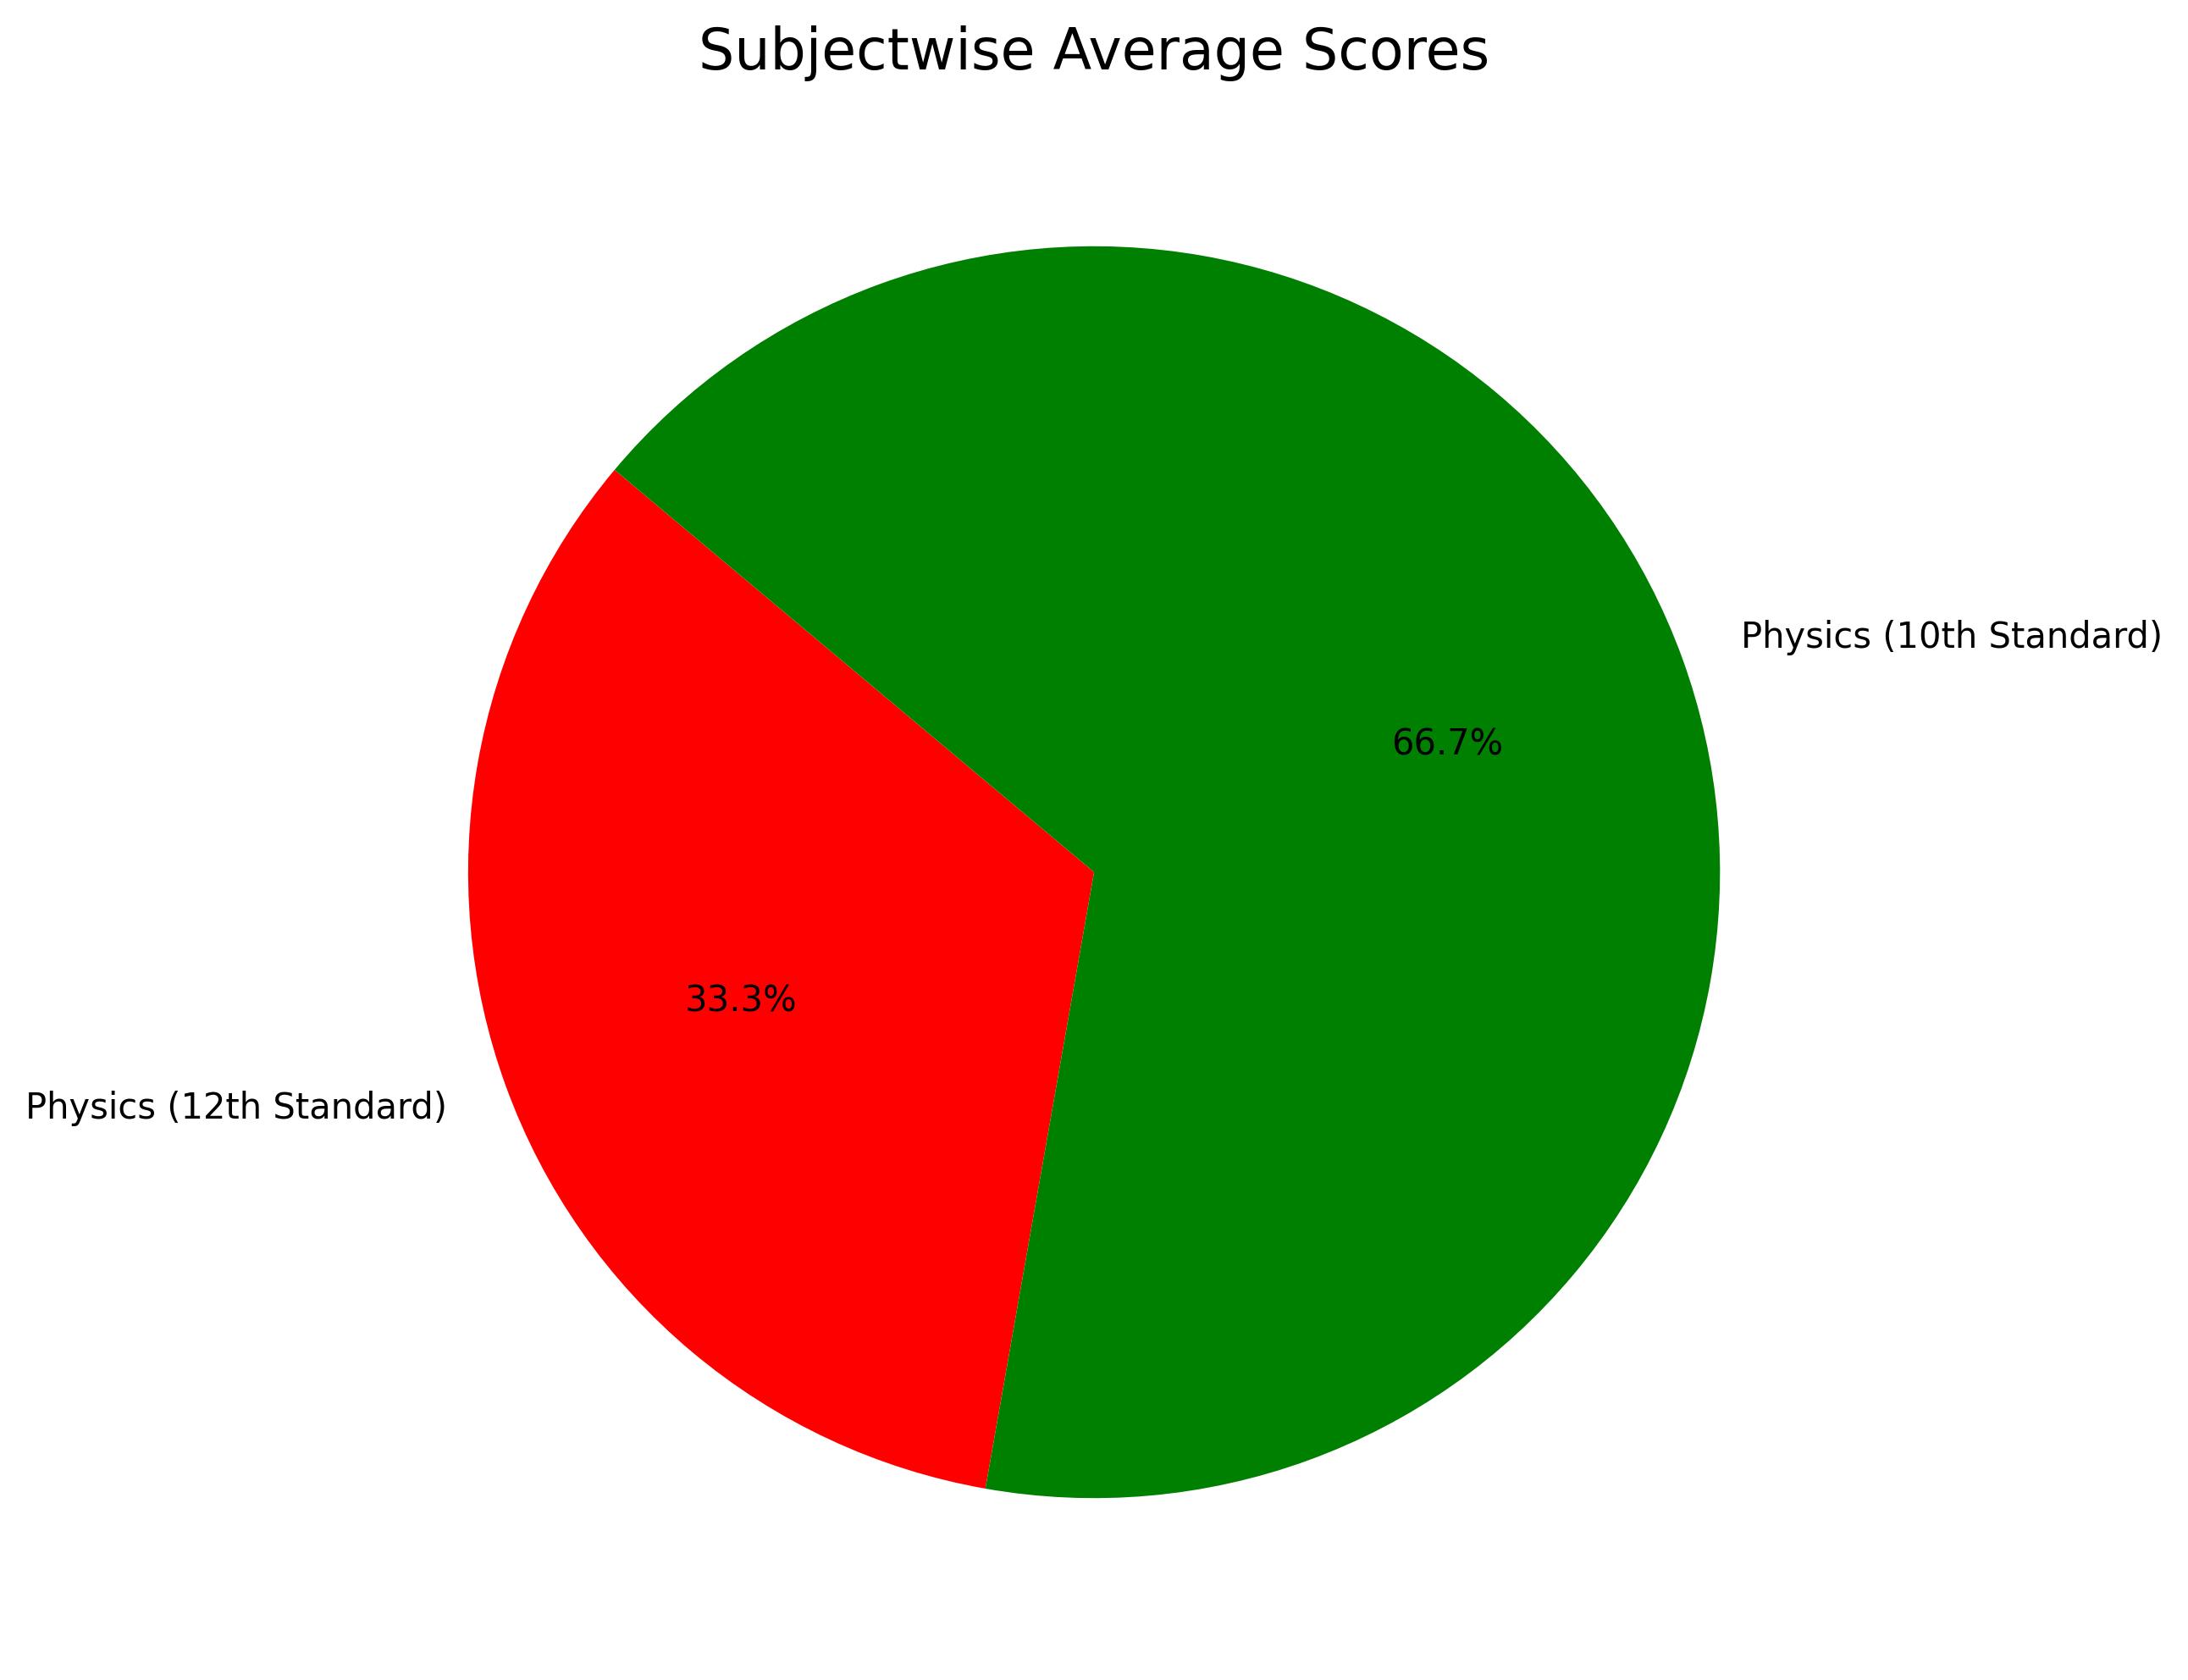 Subjectwise Average Scores
Physics (10th Standard)
66.7%
33.3%
Physics (12th Standard)